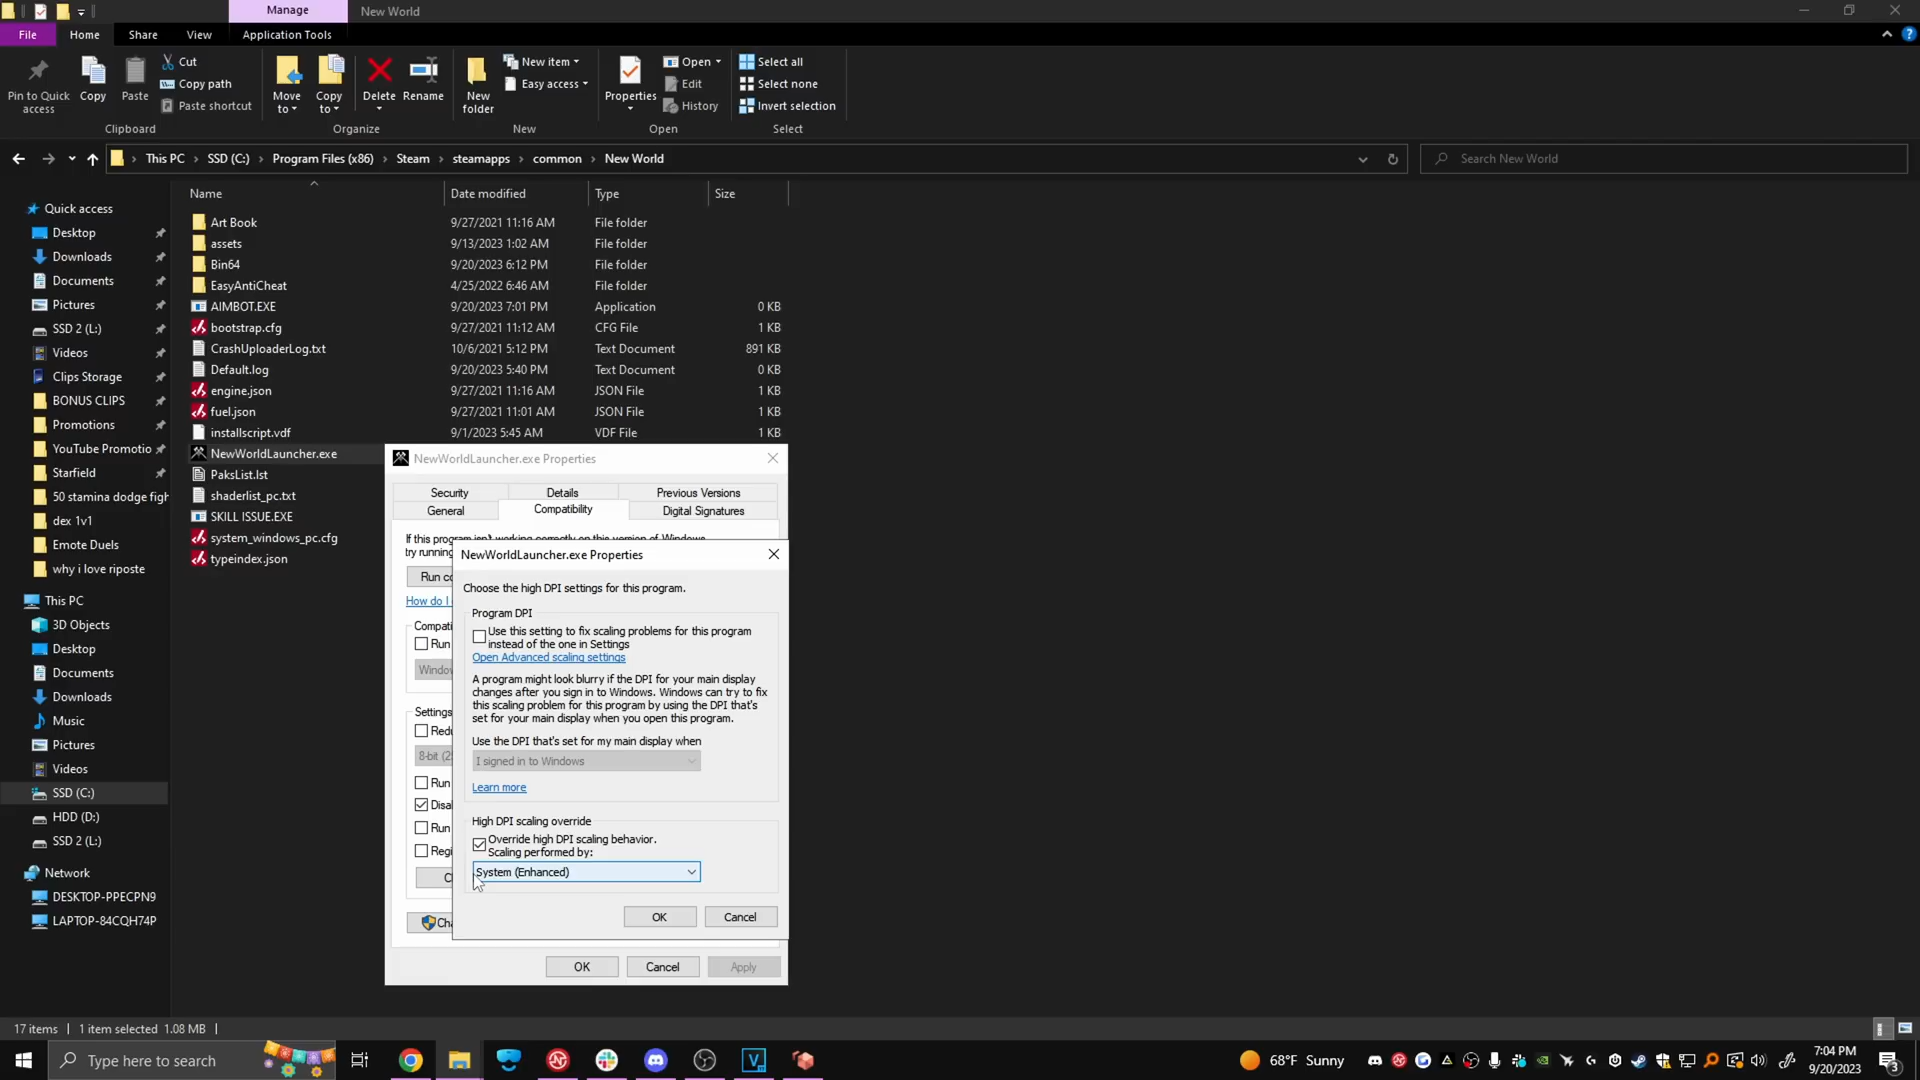 Manage
New World
File
Home
Share
View
Application Tools
Pin to Quick access
Copy
Paste
Cut
Copy path
Paste shortcut
Clipboard
Move to
Copy to
Delete
Rename
Organize
New folder
New item
Easy access
New
Properties
Open
Edit
History
Open
Select all
Select none
Invert selection
Select
This PC > SSD (C:) > Program Files (x86) > Steam > steamapps > common > New World
Search New World
Name
Date modified
Type
Size
Quick access
Desktop
Downloads
Documents
Pictures
SSD 2 (L:)
Videos
Clips Storage
BONUS CLIPS
Promotions
YouTube Promotio
Starfield
50 stamina dodge figh
dex 1v1
Emote Duels
why i love riposte
This PC
3D Objects
Desktop
Documents
Downloads
Music
Pictures
Videos
SSD (C:)
HDD (D:)
SSD 2 (L:)
Network
DESKTOP-PPECPN9
LAPTOP-84CQH74P
Art Book 9/27/2021 11:16 AM File folder
assets 9/13/2023 1:02 AM File folder
Bin64 9/20/2023 6:12 PM File folder
EasyAntiCheat 4/25/2022 6:46 AM File folder
AIMBOT.EXE 9/20/2023 7:01 PM Application 0 KB
bootstrap.cfg 9/27/2021 11:12 AM CFG File 1 KB
CrashUploaderLog.txt 10/6/2021 5:12 PM Text Document 891 KB
Default.log 9/20/2023 5:40 PM Text Document 0 KB
engine.json 9/27/2021 11:16 AM JSON File 1 KB
fuel.json 9/27/2021 11:01 AM JSON File 1 KB
installscript.vdf 9/1/2023 5:45 AM VDF File 1 KB
NewWorldLauncher.exe
PaksList.lst
shaderlist_pc.txt
SKILL ISSUE.EXE
system_windows_pc.cfg
typeindex.json
NewWorldLauncher.exe Properties
Security
Details
Previous Versions
General
Compatibility
Digital Signatures
If this program isn't working correctly on this version of Windows,
try running
Run co
How do I
Compati
Run
Windo
Settings
Redu
8-bit (2
Run
Disa
Run
Regi
C
Cha
OK
Cancel
Apply
NewWorldLauncher.exe Properties
Choose the high DPI settings for this program.
Program DPI
Use this setting to fix scaling problems for this program
instead of the one in Settings
Open Advanced scaling settings
A program might look blurry if the DPI for your main display
changes after you sign in to Windows. Windows can try to fix
this scaling problem for this program by using the DPI that's
set for your main display when you open this program.
Use the DPI that's set for my main display when
I signed in to Windows
Learn more
High DPI scaling override
Override high DPI scaling behavior.
Scaling performed by:
System (Enhanced)
OK
Cancel
17 items
1 item selected 1.08 MB
Type here to search
68°F Sunny
7:04 PM
9/20/2023
3